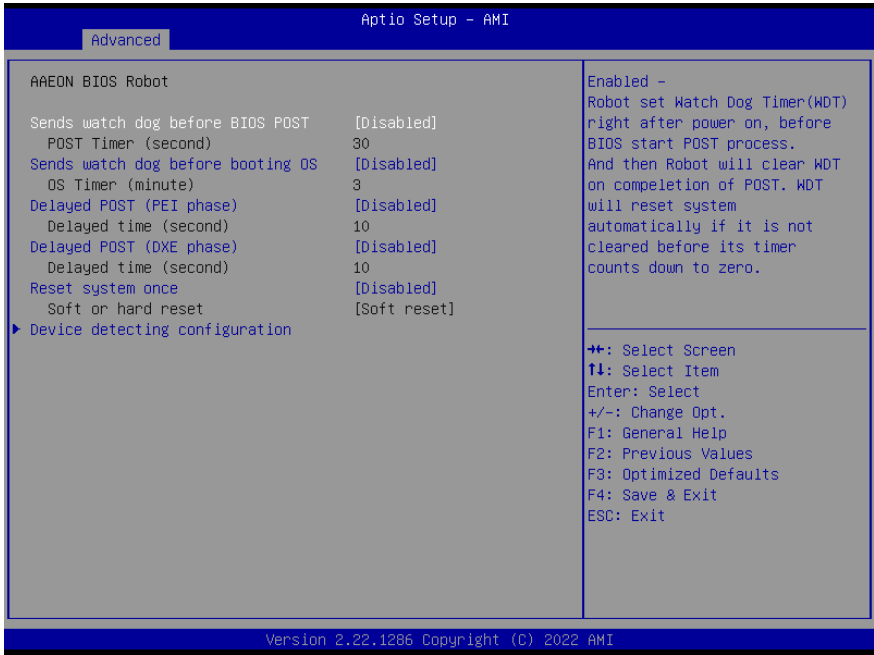 Aptio Setup – AMI
Advanced
AAEON BIOS Robot
Sends watch dog before BIOS POST [Disabled]
POST Timer (second) 30
Sends watch dog before booting OS [Disabled]
OS Timer (minute) 3
Delayed POST (PEI phase) [Disabled]
Delayed time (second) 10
Delayed POST (DXE phase) [Disabled]
Delayed time (second) 10
Reset system once [Disabled]
Soft or hard reset [Soft reset]
Device detecting configuration
Enabled –
Robot set Watch Dog Timer(WDT)
right after power on, before
BIOS start POST process.
And then Robot will clear WDT
on compeletion of POST. WDT
will reset system
automatically if it is not
cleared before its timer
counts down to zero.
→←: Select Screen
↑↓: Select Item
Enter: Select
+/-: Change Opt.
F1: General Help
F2: Previous Values
F3: Optimized Defaults
F4: Save & Exit
ESC: Exit
Version 2.22.1286 Copyright (C) 2022 AMI